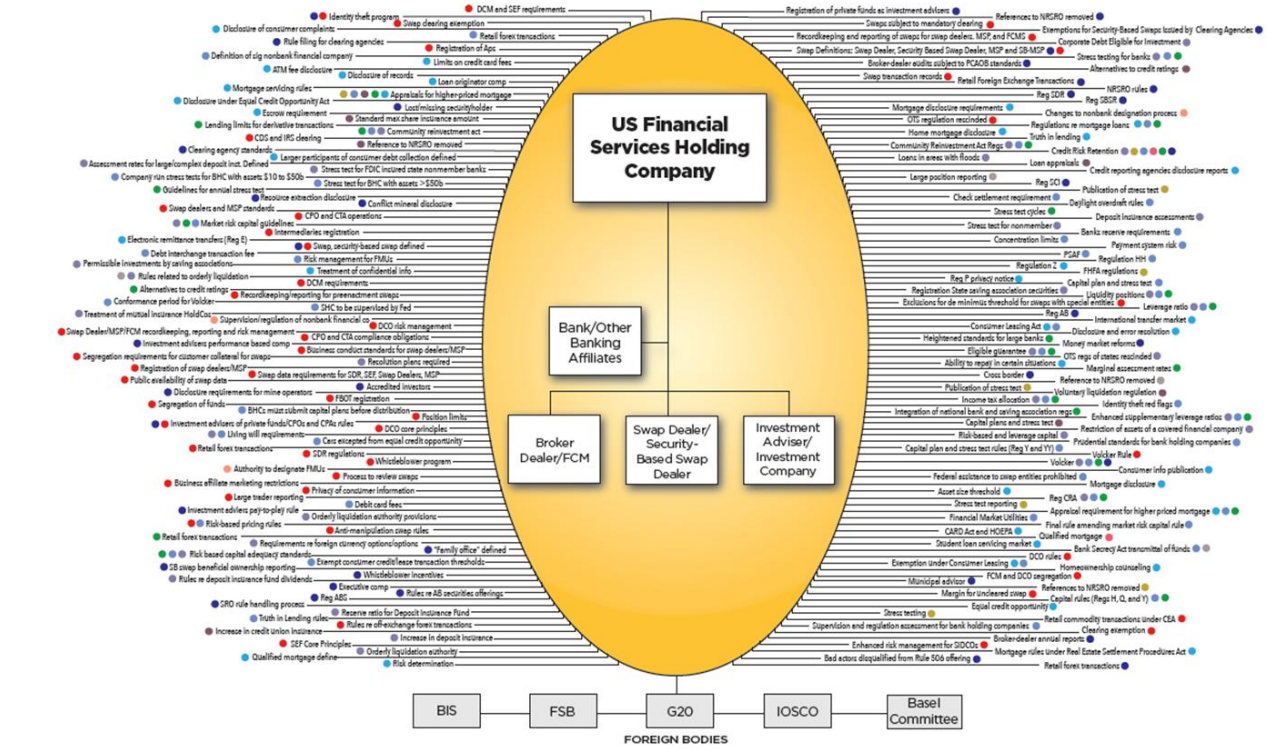 DCM and SEF requirements
Identity theft program
Swap clearing exemption
Disclosure of consumer complaints
Retail forex transactions
Rule filing for clearing agencies
Registration of Aps
Definition of sig nonbank financial company
Limits on credit card fees
ATM fee disclosure
Disclosure of records
Loan originator comp
Mortgage servicing rules
Appraisals for higher-priced mortgage
Disclosure under Equal Credit Opportunity Act
Lost/missing securityholder
Escrow requirement
Standard max share insurance amount
Lending limits for derivative transactions
Community reinvestment act
CDS and IRS clearing
Reference to NRSRO removed
Clearing agency standards
Larger participants of consumer debt collection defined
Assessment rates for large/complex deposit inst. Defined
Stress test for FDIC insured state nonmember banks
Company run stress tests for BHC with assets $10 to $50b
Stress test for BHC with assets >$50b
Guidelines for annual stress test
Resource extraction disclosure
Conflict mineral disclosure
Swap dealers and MSP standards
CPO and CTA operations
Market risk capital guidelines
Intermediaries registration
Electronic remittance transfers (Reg E)
Swap, security-based swap defined
Debt interchange transaction fee
Risk management for FMUs
Permissible investments by saving associations
Treatment of confidential info
Rules related to orderly liquidation
DCM requirements
Alternatives to credit ratings
Recordkeeping/reporting for preenactment swaps
Conformance period for Volcker
SHC to be supervised by Fed
Treatment of mutual insurance HoldCos
Supervision/regulation of nonbank financial co
DCO risk management
Swap Dealer/MSP/FCM recordkeeping, reporting and risk management
CPO and CTA compliance obligations
Investment advisers performance based comp
Business conduct standards for swap dealers/MSP
Segregation requirements for customer collateral for swaps
Resolution plans required
Registration of swap dealers/MSP
Swap data requirements for SDR, SEF, Swap Dealers, MSP
Public availability of swap data
Accredited investors
Disclosure requirements for mine operators
FBOT registration
Segregation of funds
BHCs must submit capital plans before distribution
Position limits
Investment advisers of private funds/CPOs and CPAs rules
DCO core principles
Living will requirements
Cars excepted from equal credit opportunity
Retail forex transactions
SDR regulations
Whistleblower program
Authority to designate FMUs
Process to review swaps
Business affiliate marketing restrictions
Privacy of consumer information
Large trader reporting
Debit card fees
Investment advisers pay-to-play rule
Orderly liquidation authority provisions
Risk-based pricing rules
Anti-manipulation swap rules
Retail forex transactions
Requirements re foreign currency options/options
"Family office" defined
Risk based capital adequacy standards
Exempt consumer credit/lease transaction thresholds
SB swap beneficial ownership reporting
Whistleblower incentives
Rules re deposit insurance fund dividends
Executive comp
Rules re AB securities offerings
Reg ABS
SRO rule handling process
Reserve ratio for Deposit Insurance Fund
Truth in Lending rules
Rules re off-exchange forex transactions
Increase in credit union insurance
Increase in deposit insurance
SEF Core Principles
Orderly liquidation authority
Qualified mortgage define
Risk determination
US Financial
Services Holding
Company
Bank/Other
Banking
Affiliates
Broker
Dealer/FCM
Swap Dealer/
Security-
Based Swap
Dealer
Investment
Adviser/
Investment
Company
Registration of private funds as investment advisers
References to NRSRO removed
Swaps subject to mandatory clearing
Exemptions for Security-Based Swaps Issued by Clearing Agencies
Recordkeeping and reporting of swaps for swap dealers. MSP, and FCMS
Corporate Debt Eligible for Investment
Swap Definitions: Swap Dealer, Security Based Swap Dealer, MSP and SB-MSP
Stress testing for banks
Broker-dealer audits subject to PCAOB standards
Alternatives to credit ratings
Swap transaction records
Retail Foreign Exchange Transactions
NRSRO rules
Reg SDR
Reg SBSR
Mortgage disclosure requirements
Changes to nonbank designation process
OTS regulation rescinded
Regulations re mortgage loans
Home mortgage disclosure
Truth in lending
Community Reinvestment Act Regs
Credit Risk Retention
Loans in areas with floods
Loan appraisals
Credit reporting agencies disclosure reports
Large position reporting
Reg SCI
Publication of stress test
Check settlement requirement
Daylight overdraft rules
Stress test cycles
Deposit insurance assessments
Stress test for nonmember
Banks reserve requirements
Concentration limits
Payment system risk
PSAF
Regulation HH
Regulation Z
FHFA regulations
Reg P privacy notice
Capital plan and stress test
Registration State saving association securities
Liquidity positions
Exclusions for de minimus threshold for swaps with special entities
Leverage ratio
Reg AB
International transfer market
Consumer Leasing Act
Disclosure and error resolution
Heightened standards for large banks
Money market reforms
Eligible guarantee
OTS regs of states rescinded
Ability to repay in certain situations
Marginal assessment rates
Cross border
Reference to NRSRO removed
Publication of stress test
Voluntary liquidation regulation
Income tax allocation
Identity theft red flags
Integration of national bank and saving association regs
Enhanced supplementary leverage ratios
Capital plans and stress test
Restriction of assets of a covered financial company
Risk-based and leverage capital
Prudential standards for bank holding companies
Capital plan and stress test rules (Reg Y and YY)
Volcker Rule
Volcker
Consumer info publication
Federal assistance to swap entities prohibited
Mortgage disclosure
Asset size threshold
Reg CRA
Stress test reporting
Appraisal requirement for higher priced mortgage
Financial Market Utilities
Final rule amending market risk capital rule
CARD Act and HOEPA
Qualified mortgage
Student loan servicing market
Bank Secrecy Act transmittal of funds
DCO rules
Exemption under Consumer Leasing
Homeownership counseling
FCM and DCO segregation
Municipal advisor
References to NRSRO removed
Margin for Uncleared swap
Capital rules (Regs H, Q, and Y)
Equal credit opportunity
Stress testing
Retail commodity transactions under CEA
Supervision and regulation assessment for bank holding companies
Clearing exemption
Broker-dealer annual reports
Enhanced risk management for SIDCOs
Mortgage rules under Real Estate Settlement Procedures Act
Bad actors disqualified from Rule 506 offering
Retail forex transactions
BIS
FSB
G20
IOSCO
Basel
Committee
FOREIGN BODIES